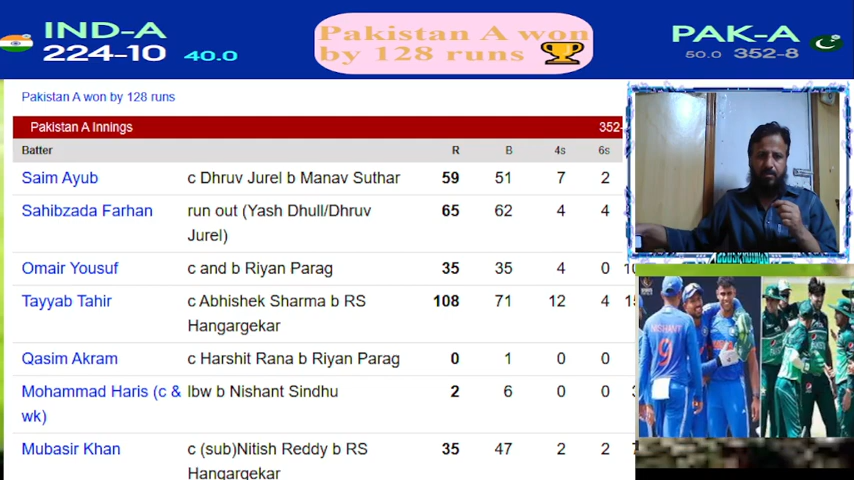 IND-A
224-10 40.0
Pakistan A won
by 128 runs
PAK-A
50.0 352-8
Pakistan A won by 128 runs
Pakistan A Innings 352-
Batter R B 4s 6s
Saim Ayub c Dhruv Jurel b Manav Suthar 59 51 7 2
Sahibzada Farhan run out (Yash Dhull/Dhruv 65 62 4 4
Jurel)
Omair Yousuf c and b Riyan Parag 35 35 4 0 10
Tayyab Tahir c Abhishek Sharma b RS 108 71 12 4 15
Hangargekar
Qasim Akram c Harshit Rana b Riyan Parag 0 1 0 0
Mohammad Haris (c & lbw b Nishant Sindhu 2 6 0 0
wk)
Mubasir Khan c (sub)Nitish Reddy b RS 35 47 2 2
Hangargekar
NISHANT
9